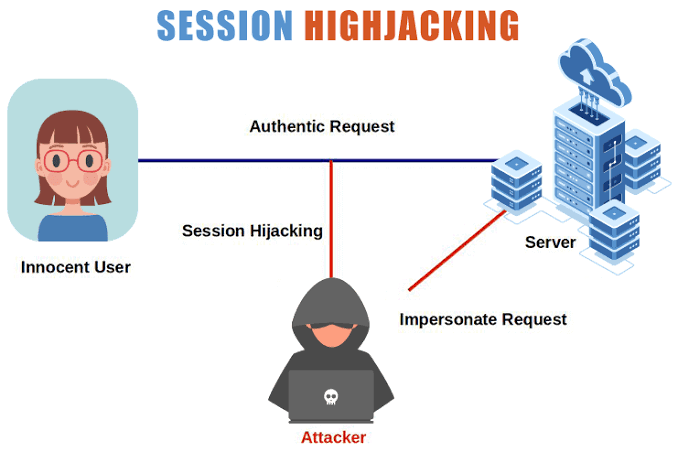 SESSION HIGHJACKING
Authentic Request
Session Hijacking
Innocent User
Server
Impersonate Request
Attacker